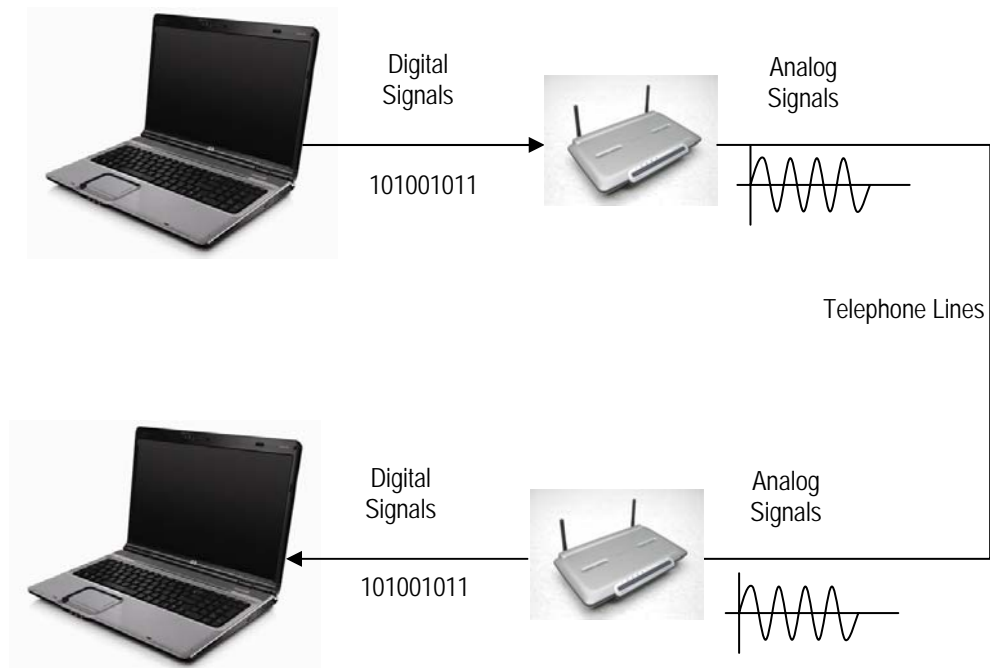 Digital
Signals
101001011
Analog
Signals
Telephone Lines
Digital
Signals
101001011
Analog
Signals